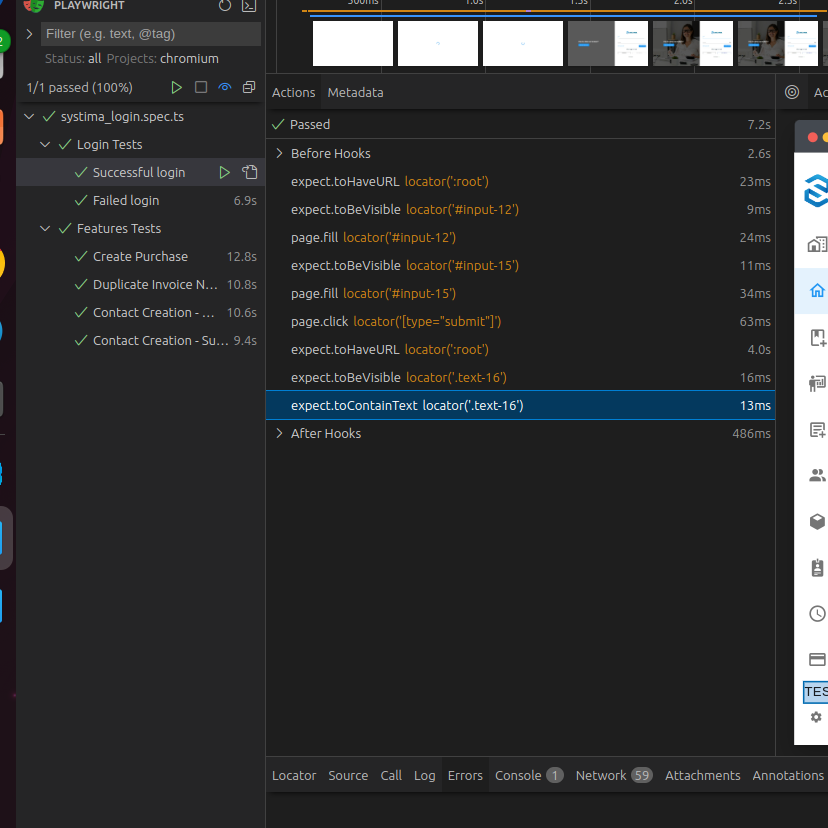 PLAYWRIGHT
Filter (e.g. text, @tag)
Status: all Projects: chromium
1/1 passed (100%)
systima_login.spec.ts
Login Tests
Successful login
Failed login 6.9s
Features Tests
Create Purchase 12.8s
Duplicate Invoice N... 10.8s
Contact Creation - ... 10.6s
Contact Creation - Su... 9.4s
500ms 1.0s 1.5s 2.0s 2.5s
Actions Metadata
Passed 7.2s
Before Hooks 2.6s
expect.toHaveURL locator(':root') 23ms
expect.toBeVisible locator('#input-12') 9ms
page.fill locator('#input-12') 24ms
expect.toBeVisible locator('#input-15') 11ms
page.fill locator('#input-15') 34ms
page.click locator('[type="submit"]') 63ms
expect.toHaveURL locator(':root') 4.0s
expect.toBeVisible locator('.text-16') 16ms
expect.toContainText locator('.text-16') 13ms
After Hooks 486ms
Ac
TES
Locator Source Call Log Errors Console 1 Network 59 Attachments Annotations
2